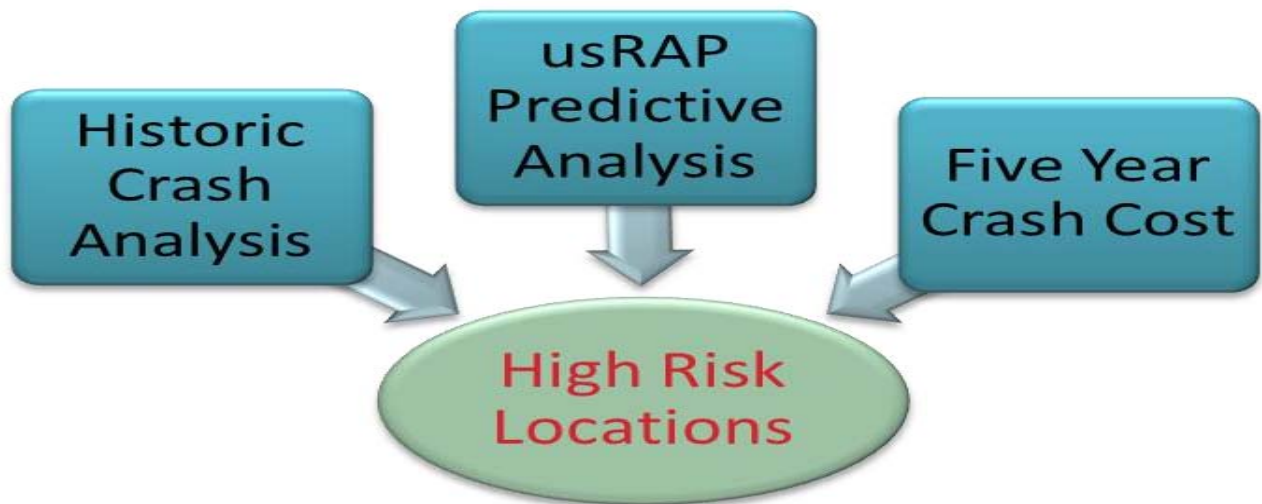 Historic
Crash
Analysis
usRAP
Predictive
Analysis
Five Year
Crash Cost
High Risk
Locations